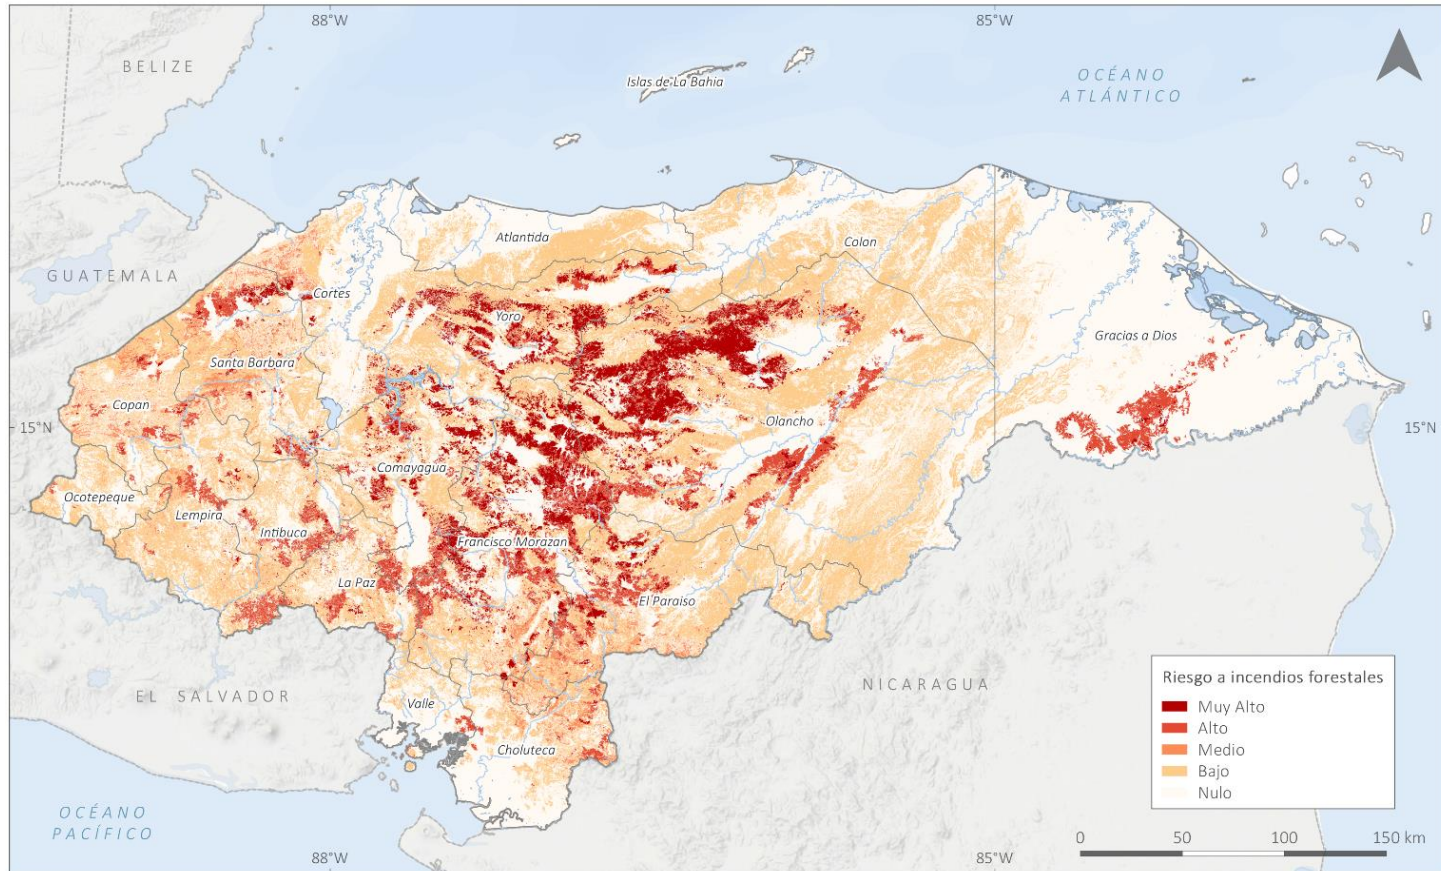 88°W
85°W
BELIZE
Islas de La Bahia
OCÉANO
ATLÁNTICO
Atlantida
Colon
GUATEMALA
Cortes
Yoro
Gracias a Dios
Santa Barbara
Copan
Olancho
15°N
15°N
Comayagua
Ocotepeque
Lempira
Intibuca
Francisco Morazan
La Paz
El Paraiso
EL SALVADOR
NICARAGUA
Valle
Choluteca
OCÉANO
PACÍFICO
Riesgo a incendios forestales
Muy Alto
Alto
Medio
Bajo
Nulo
0 50 100 150 km
88°W
85°W